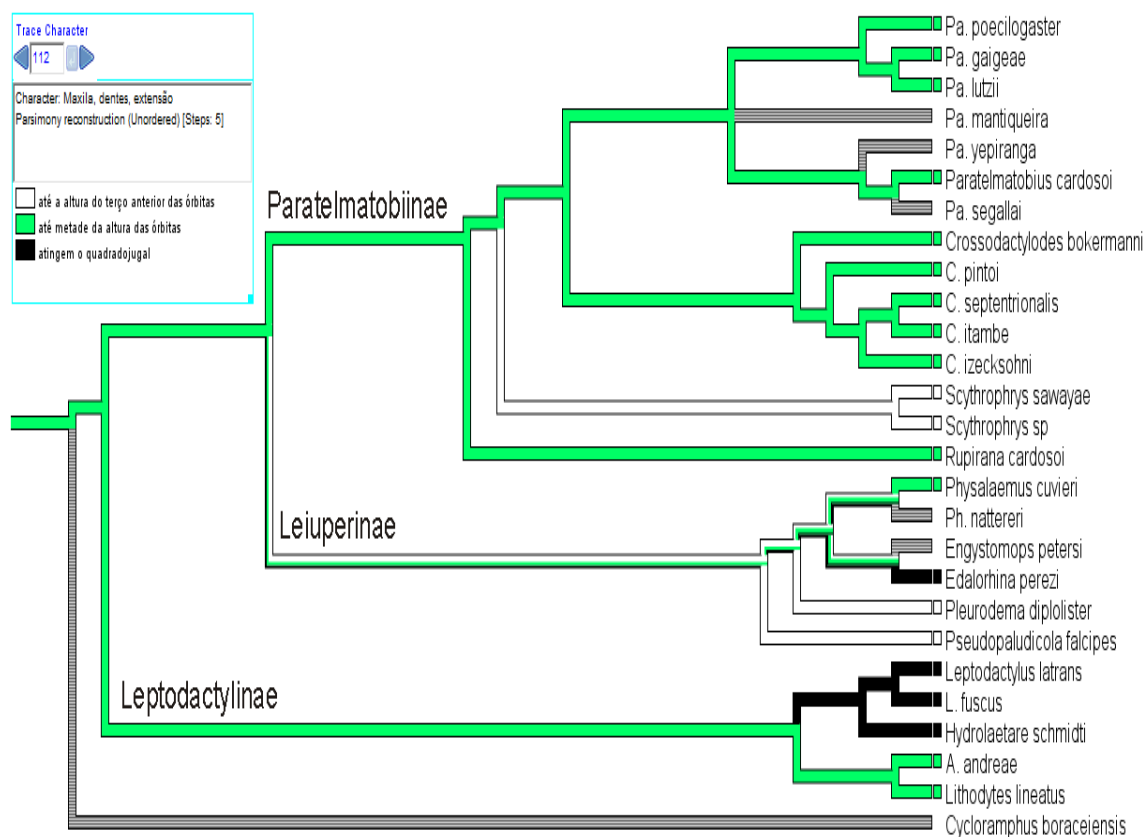 Trace Character
112
Character: Maxila, dentes, extensão
Parsimony reconstruction (Unordered) [Steps: 5]
até a altura do terço anterior das órbitas
até metade da altura das órbitas
atingem o quadradojugal
Paratelmatobiinae
Leiuperinae
Leptodactylinae
Pa. poecilogaster
Pa. gaigeae
Pa. lutzii
Pa. mantiqueira
Pa. yepiranga
Paratelmatobius cardosoi
Pa. segallai
Crossodactylodes bokermanni
C. pintoi
C. septentrionalis
C. itambe
C. izecksohni
Scythrophrys sawayae
Scythrophrys sp
Rupirana cardosoi
Physalaemus cuvieri
Ph. nattereri
Engystomops petersi
Edalorhina perezi
Pleurodema diplolister
Pseudopaludicola falcipes
Leptodactylus latrans
L. fuscus
Hydrolaetare schmidti
A. andreae
Lithodytes lineatus
Cycloramphus boraceiensis